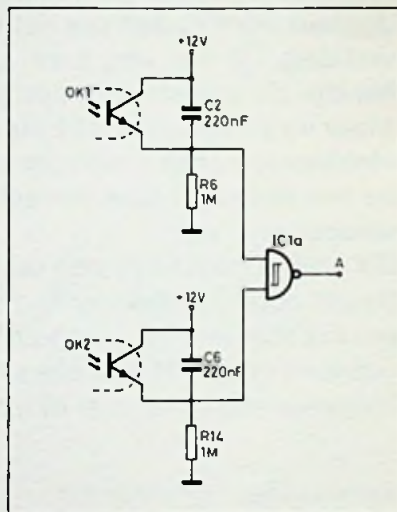 +12V
OK1
C2
220nF
R6
1M
IC1a
A
+12V
OK2
C6
220nF
R14
1M